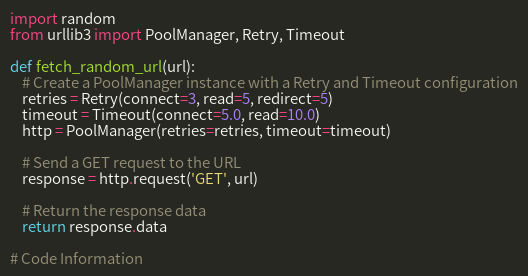 import random
from urllib3 import PoolManager, Retry, Timeout
def fetch_random_url(url):
# Create a PoolManager instance with a Retry and Timeout configuration
retries = Retry(connect=3, read=5, redirect=5)
timeout = Timeout(connect=5.0, read=10.0)
http = PoolManager(retries=retries, timeout=timeout)
# Send a GET request to the URL
response = http.request('GET', url)
# Return the response data
return response.data
# Code Information